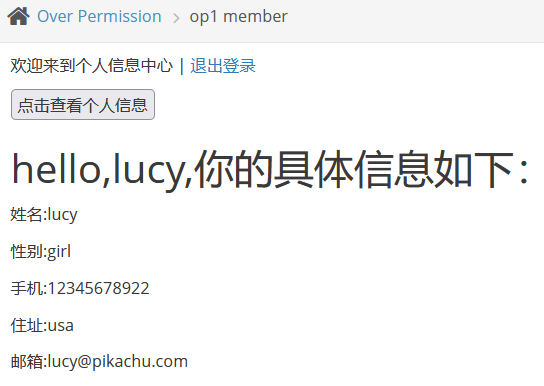 Over Permission > op1 member
欢迎来到个人信息中心 | 退出登录
点击查看个人信息
hello,lucy,你的具体信息如下：
姓名:lucy
性别:girl
手机:12345678922
住址:usa
邮箱:lucy@pikachu.com